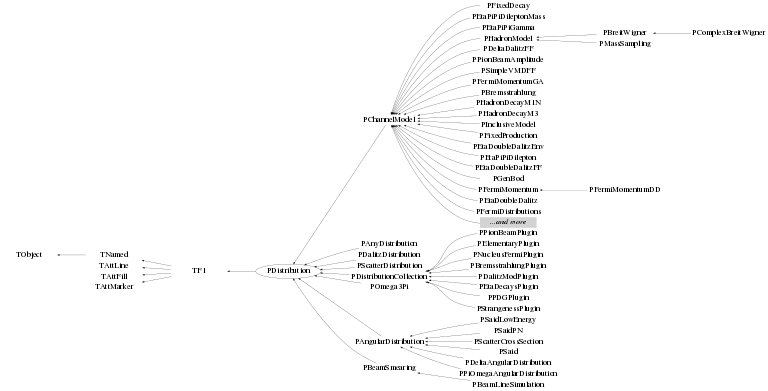 PFixedDecay
PEtaPiPiDileptonMass
PEtaPiPiGamma
PHadronModel
PBreitWigner
PComplexBreitWigner
PMassSampling
PDeltaDalitzFF
PPionBeamAmplitude
PSimpleVMDFF
PFermiMomentumGA
PBremsstrahlung
PHadronDecayM1N
PChannelModel
PHadronDecayM3
PInclusiveModel
PFixedProduction
PEtaDoubleDalitzEnv
PEtaPiPiDilepton
PEtaDoubleDalitzFF
PGenBod
PFermiMomentum
PFermiMomentumDD
PEtaDoubleDalitz
PFermiDistributions
...and more
PPionBeamPlugin
PAnyDistribution
PElementaryPlugin
TObject
TNamed
PDalitzDistribution
PNucleusFermiPlugin
TAttLine
PScatterDistribution
PBremsstrahlungPlugin
TF1
PDistribution
TAttFill
PDistributionCollection
PDalitzModPlugin
TAttMarker
POmega3Pi
PEtaDecaysPlugin
PPDGPlugin
PStrangenessPlugin
PSaidLowEnergy
PSaidPN
PAngularDistribution
PScatterCrossSection
PSaid
PDeltaAngularDistribution
PBeamSmearing
PPiOmegaAngularDistribution
PBeamLineSimulation